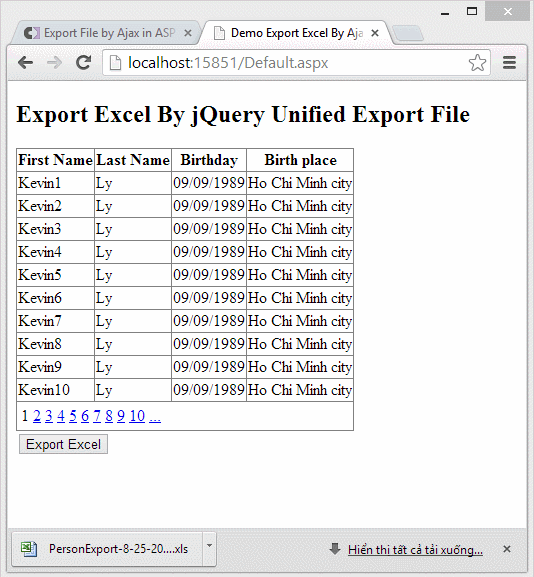 Export File by Ajax in ASP
Demo Export Excel By Aja
localhost:15851/Default.aspx
Export Excel By jQuery Unified Export File
First Name Last Name Birthday Birth place
Kevin1 Ly 09/09/1989 Ho Chi Minh city
Kevin2 Ly 09/09/1989 Ho Chi Minh city
Kevin3 Ly 09/09/1989 Ho Chi Minh city
Kevin4 Ly 09/09/1989 Ho Chi Minh city
Kevin5 Ly 09/09/1989 Ho Chi Minh city
Kevin6 Ly 09/09/1989 Ho Chi Minh city
Kevin7 Ly 09/09/1989 Ho Chi Minh city
Kevin8 Ly 09/09/1989 Ho Chi Minh city
Kevin9 Ly 09/09/1989 Ho Chi Minh city
Kevin10 Ly 09/09/1989 Ho Chi Minh city
1 2 3 4 5 6 7 8 9 10 ...
Export Excel
PersonExport-8-25-20....xls
Hiển thị tất cả tải xuống...